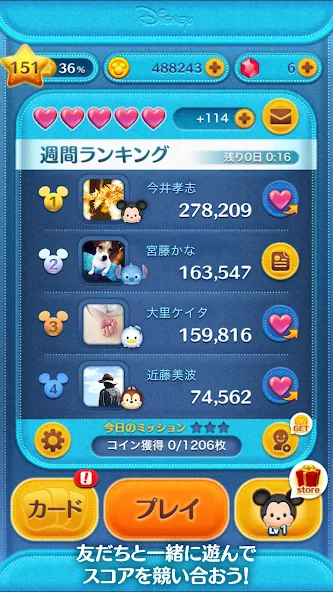 Disney
151
36%
488243
6
+114
週間ランキング
残り0日 0:16
1
今井孝志
278,209
2
宮藤かな
163,547
3
大里ケイタ
159,816
4
近藤美波
74,562
今日のミッション
コイン獲得 0/1206枚
GET
カード
!
プレイ
store
Lv1
友だちと一緒に遊んで
スコアを競い合おう!